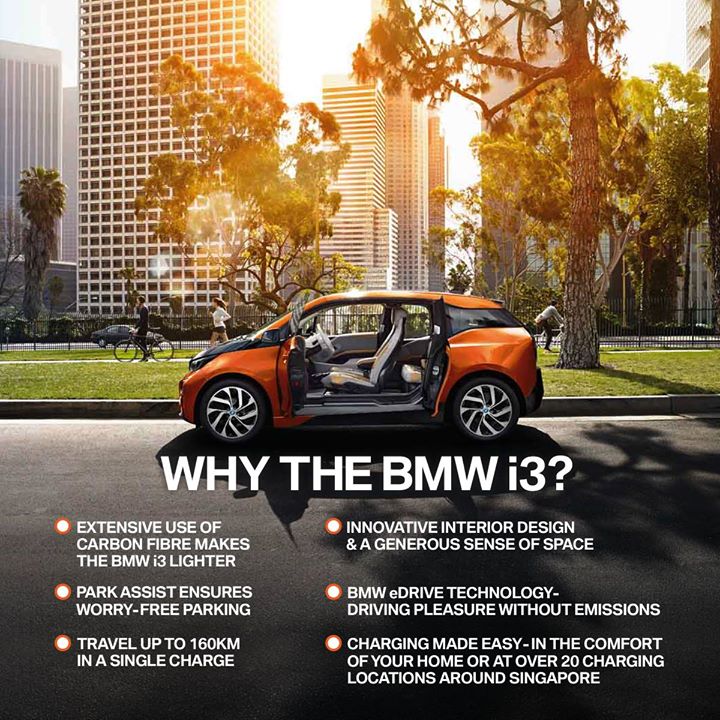 WHY THE BMW i3?
EXTENSIVE USE OF
CARBON FIBRE MAKES
THE BMW i3 LIGHTER
PARK ASSIST ENSURES
WORRY-FREE PARKING
TRAVEL UP TO 160KM
IN A SINGLE CHARGE
INNOVATIVE INTERIOR DESIGN
& A GENEROUS SENSE OF SPACE
BMW eDRIVE TECHNOLOGY-
DRIVING PLEASURE WITHOUT EMISSIONS
CHARGING MADE EASY-IN THE COMFORT
OF YOUR HOME OR AT OVER 20 CHARGING
LOCATIONS AROUND SINGAPORE